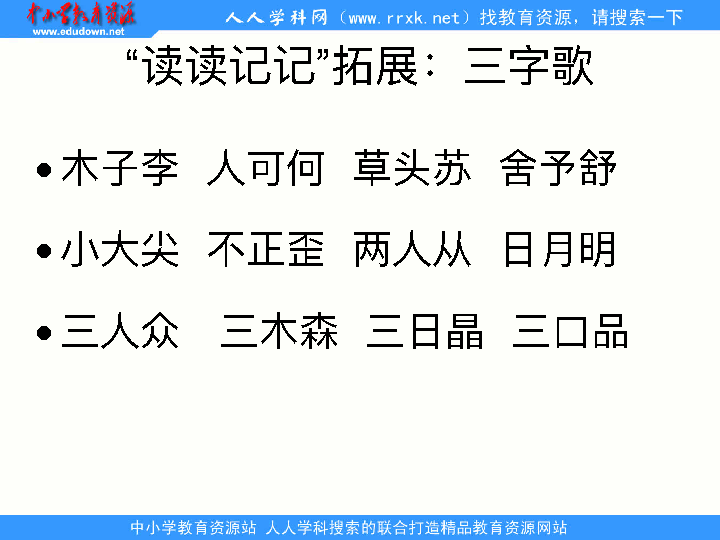 中小学教育资源
www.edudown.net
人人学科网（www.rrxk.net）找教育资源，请搜索一下
“读读记记”拓展：三字歌
•木子李 人可何 草头苏 舍予舒
•小大尖 不正歪 两人从 日月明
•三人众 三木森 三日晶 三口品
中小学教育资源站 人人学科搜索的联合打造精品教育资源网站